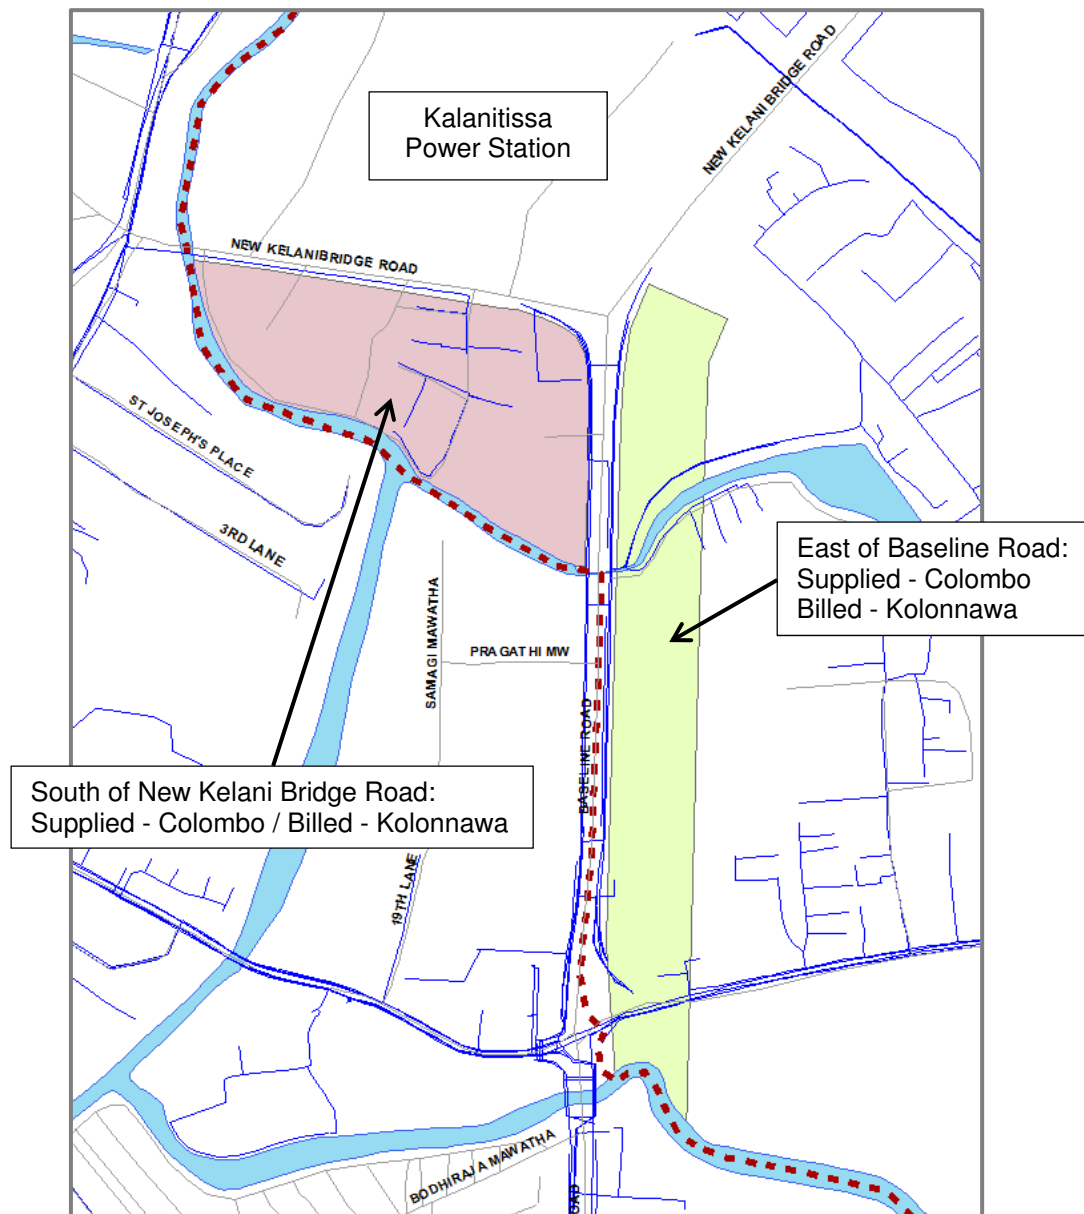 Kalanitissa
Power Station
NEW KELANI BRIDGE ROAD
NEW KELANIBRIDGE ROAD
ST JOSEPH'S PLACE
3RD LANE
East of Baseline Road:
Supplied - Colombo
Billed - Kolonnawa
SAMAGI MAWATHA
PRAGATHI MW
BASELINE ROAD
South of New Kelani Bridge Road:
Supplied - Colombo / Billed - Kolonnawa
19TH LANE
BODHIRAJA MAWATHA